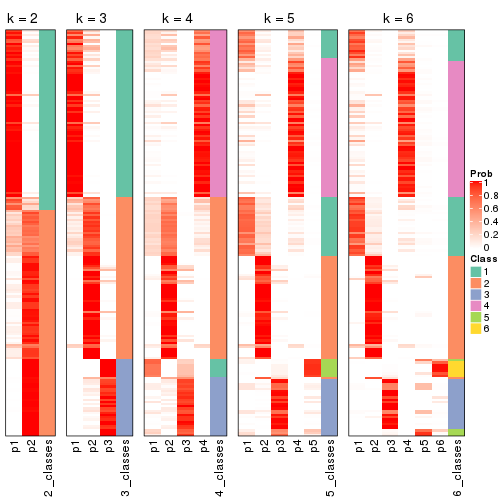 k = 2
k = 3
k = 4
k = 5
k = 6
Prob
1
0.8
0.6
0.4
0.2
0
Class
1
2
3
4
5
6
p1
p2
2_classes
p1
p2
p3
3_classes
p1
p2
p3
p4
4_classes
p1
p2
p3
p4
p5
5_classes
p1
p2
p3
p4
p5
p6
6_classes